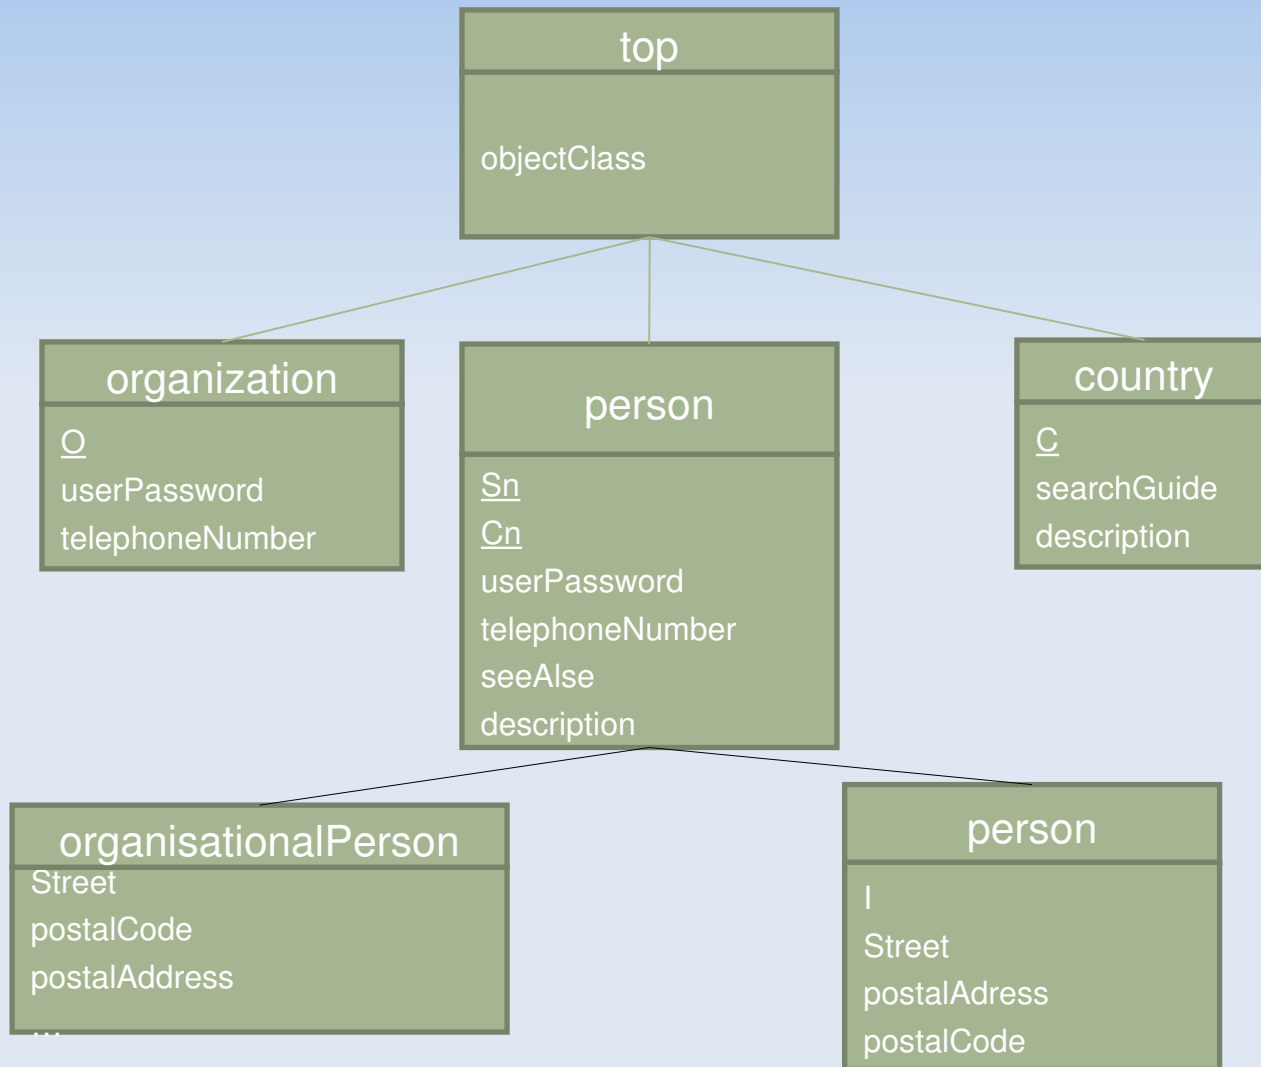 top
objectClass
organization
O
userPassword
telephoneNumber
person
Sn
Cn
userPassword
telephoneNumber
seeAlse
description
country
C
searchGuide
description
organisationalPerson
Street
postalCode
postalAddress
...
person
l
Street
postalAdress
postalCode